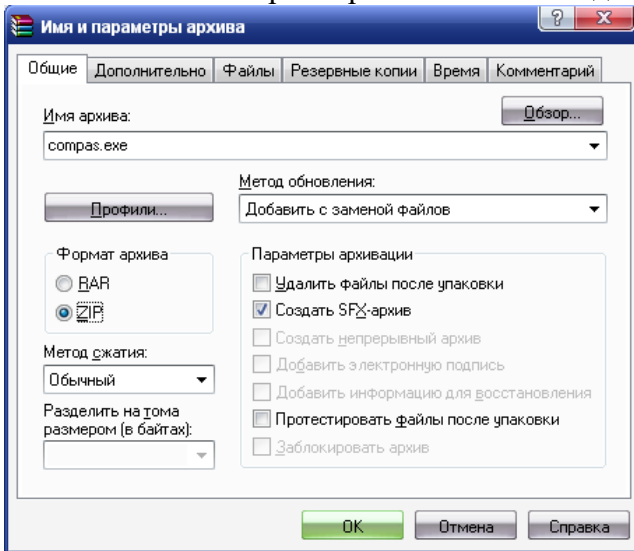 Имя и параметры архива
Общие Дополнительно Файлы Резервные копии Время Комментарий
Имя архива:
Обзор...
compas.exe
Метод обновления:
Профили...
Добавить с заменой файлов
Формат архива
Параметры архивации
RAR
Удалить файлы после упаковки
ZIP
Создать SFX-архив
Создать непрерывный архив
Метод сжатия:
Добавить электронную подпись
Обычный
Добавить информацию для восстановления
Разделить на тома
размером (в байтах):
Протестировать файлы после упаковки
Заблокировать архив
OK Отмена Справка